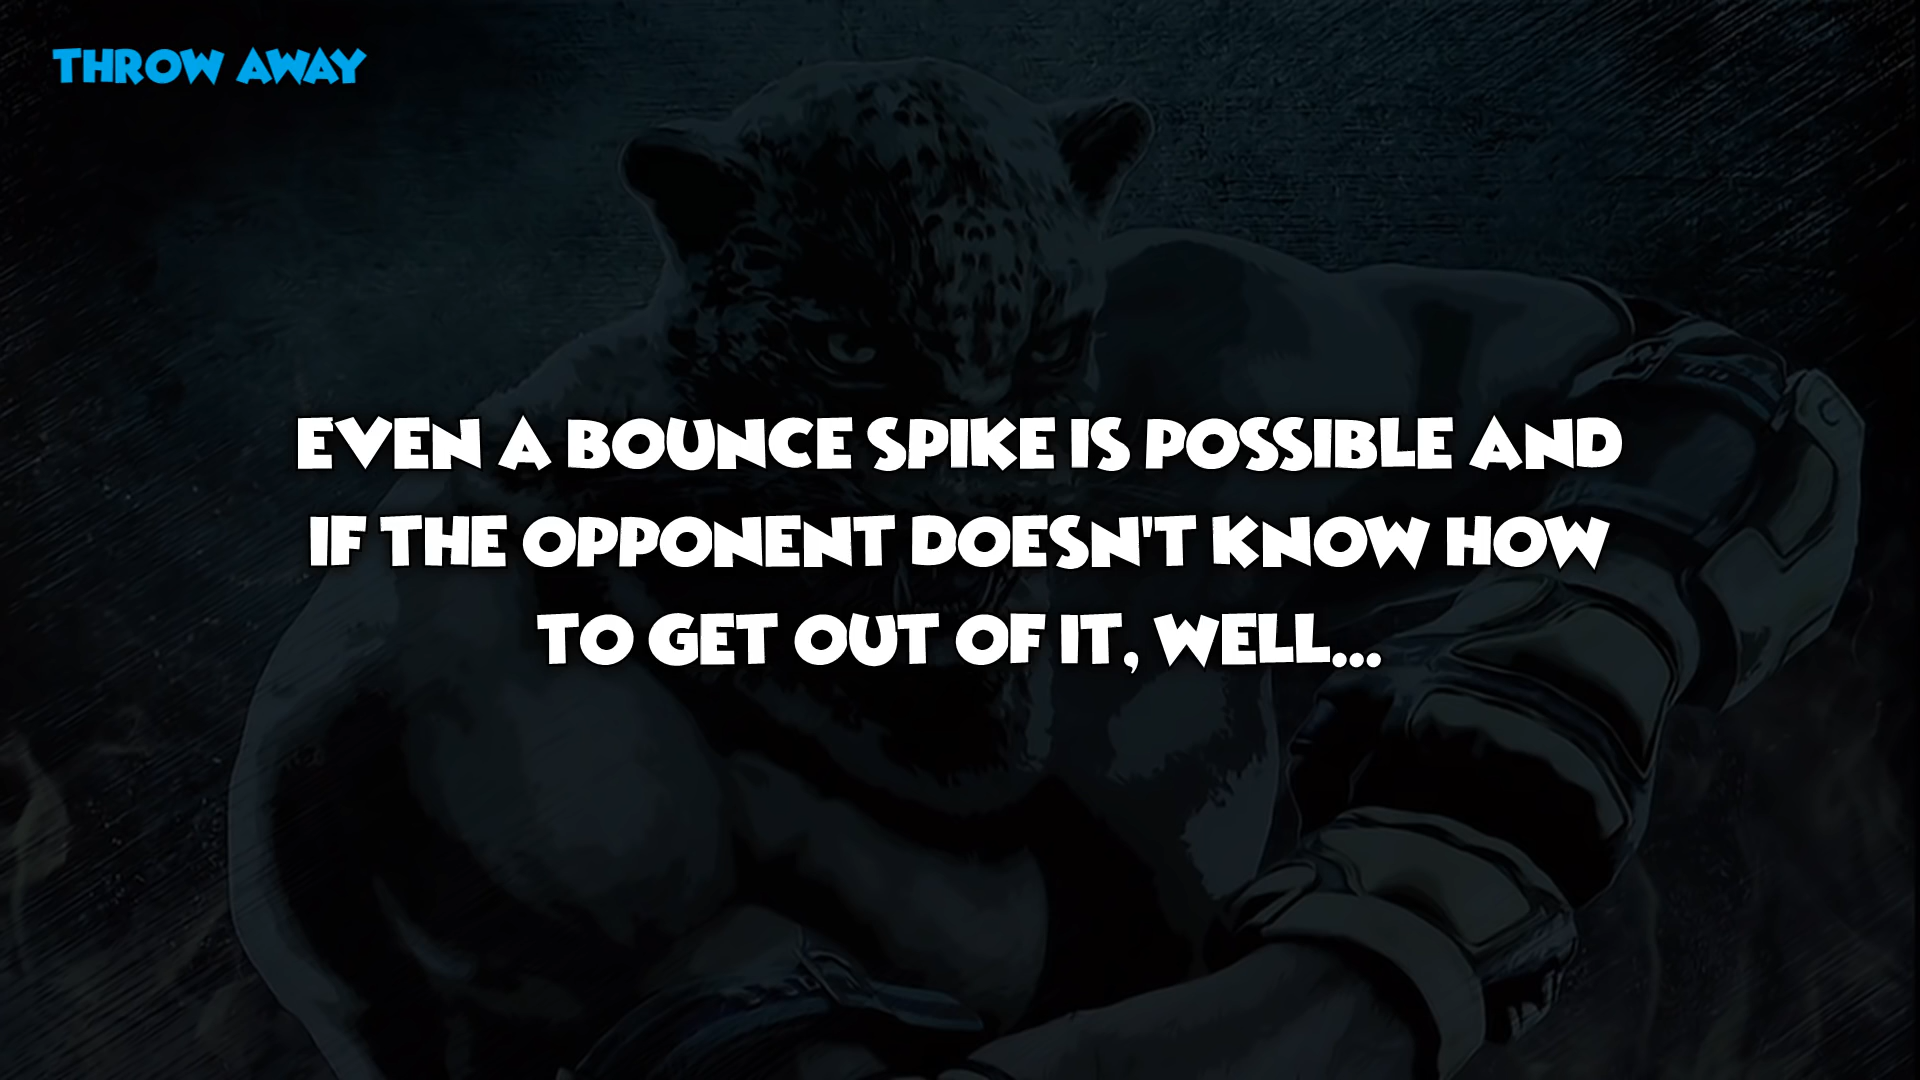 THROW AWAY
EVEN A BOUNCE SPIKE IS POSSIBLE AND
IF THE OPPONENT DOESN'T KNOW HOW
TO GET OUT OF IT, WELL...